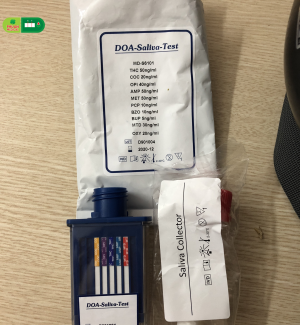 DOA-Saliva-Test
THC 50ng/ml
COC 20ng/ml
OPI 40ng/ml
AMP 50ng/ml
MET 50ng/ml
PCP 10ng/ml
BZO 10ng/ml
BUP 5ng/ml
MTD 30ng/ml
OXY 20ng/ml
2020-12
Saliva Collector
DOA-Saliva-Test